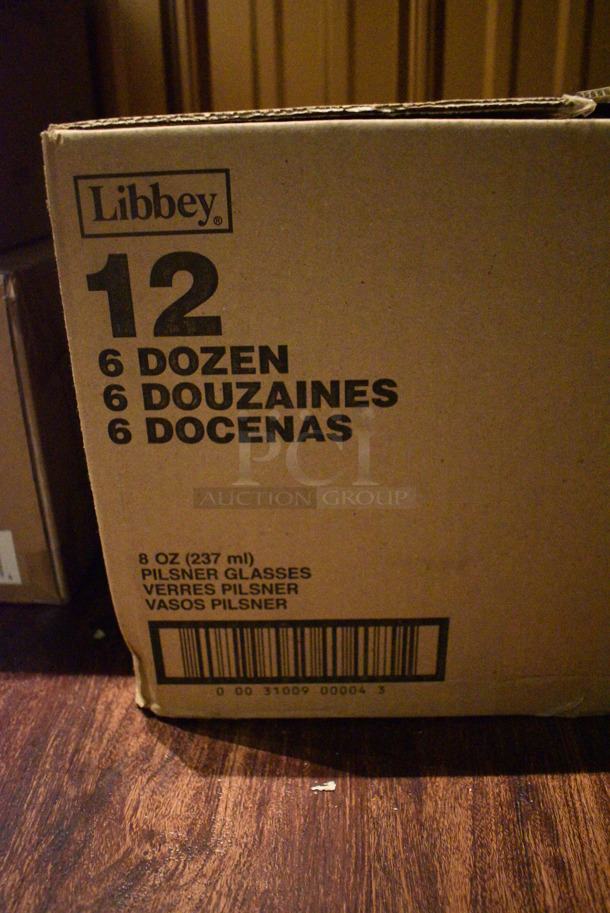 Libbey®
12
6 DOZEN
6 DOUZAINES
6 DOCENAS
PCi
AUCTION GROUP
8 OZ (237 ml)
PILSNER GLASSES
VERRES PILSNER
VASOS PILSNER
0 00 31009 00004 3